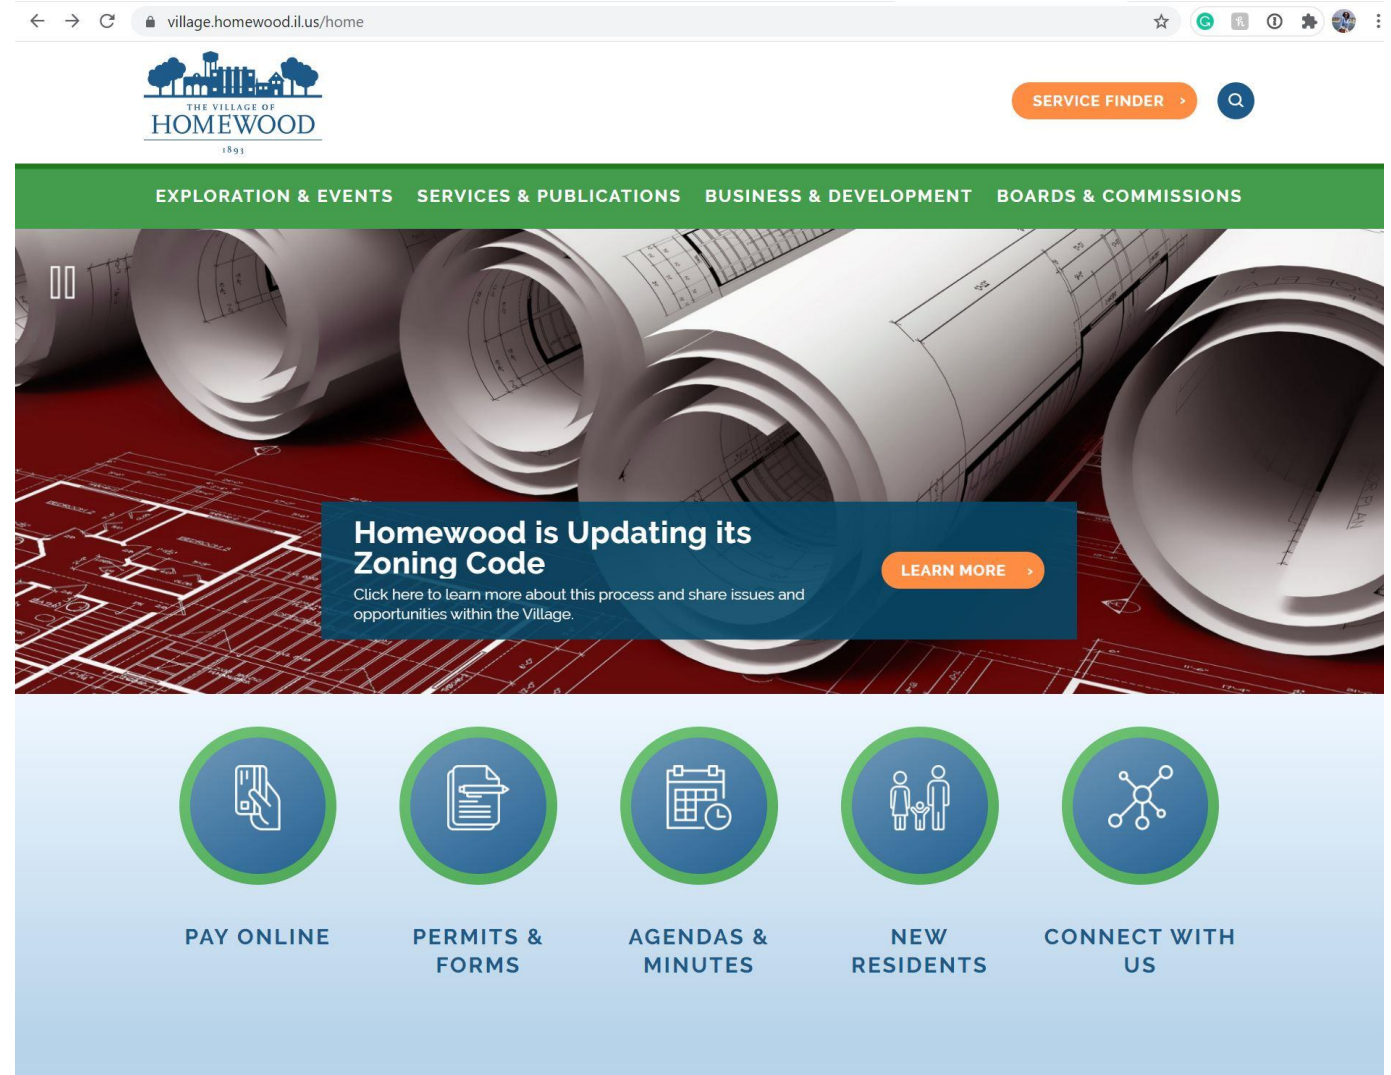 village.homewood.il.us/home
THE VILLAGE OF
HOMEWOOD
1893
SERVICE FINDER
EXPLORATION & EVENTS SERVICES & PUBLICATIONS BUSINESS & DEVELOPMENT BOARDS & COMMISSIONS
Homewood is Updating its
Zoning Code
Click here to learn more about this process and share issues and
opportunities within the Village.
LEARN MORE
PAY ONLINE
PERMITS &
FORMS
AGENDAS &
MINUTES
NEW
RESIDENTS
CONNECT WITH
US